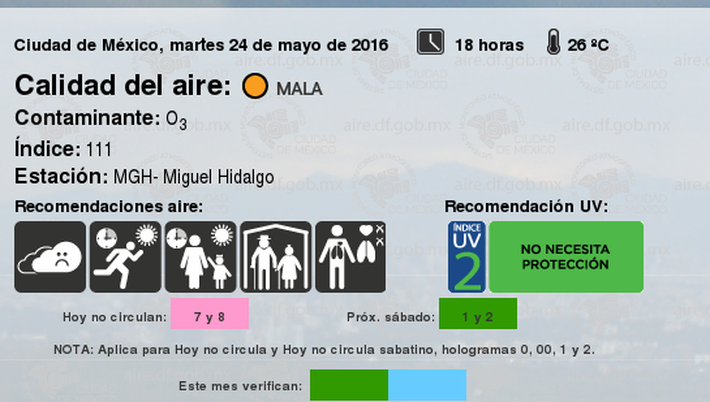 Ciudad de México, martes 24 de mayo de 2016 18 horas 26 ºC
Calidad del aire: MALA
Contaminante: O₃
Índice: 111
Estación: MGH- Miguel Hidalgo
Recomendaciones aire: Recomendación UV:
ÍNDICE
UV
2
NO NECESITA
PROTECCIÓN
Hoy no circulan: 7 y 8 Próx. sábado: 1 y 2
NOTA: Aplica para Hoy no circula y Hoy no circula sabatino, hologramas 0, 00, 1 y 2.
Este mes verifican:
aire.df.gob.mx
CIUDAD
DE MÉXICO